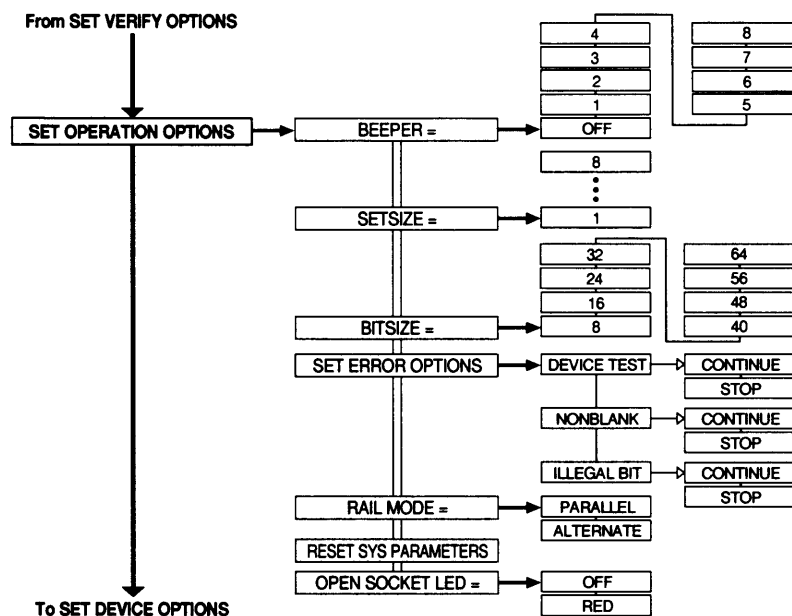 From SET VERIFY OPTIONS
SET OPERATION OPTIONS
BEEPER =
4
3
2
1
OFF
8
7
6
5
SETSIZE =
8
1
BITSIZE =
32
24
16
8
64
56
48
40
SET ERROR OPTIONS
DEVICE TEST
CONTINUE
STOP
NONBLANK
CONTINUE
STOP
ILLEGAL BIT
CONTINUE
STOP
RAIL MODE =
PARALLEL
ALTERNATE
RESET SYS PARAMETERS
OPEN SOCKET LED =
OFF
RED
To SET DEVICE OPTIONS